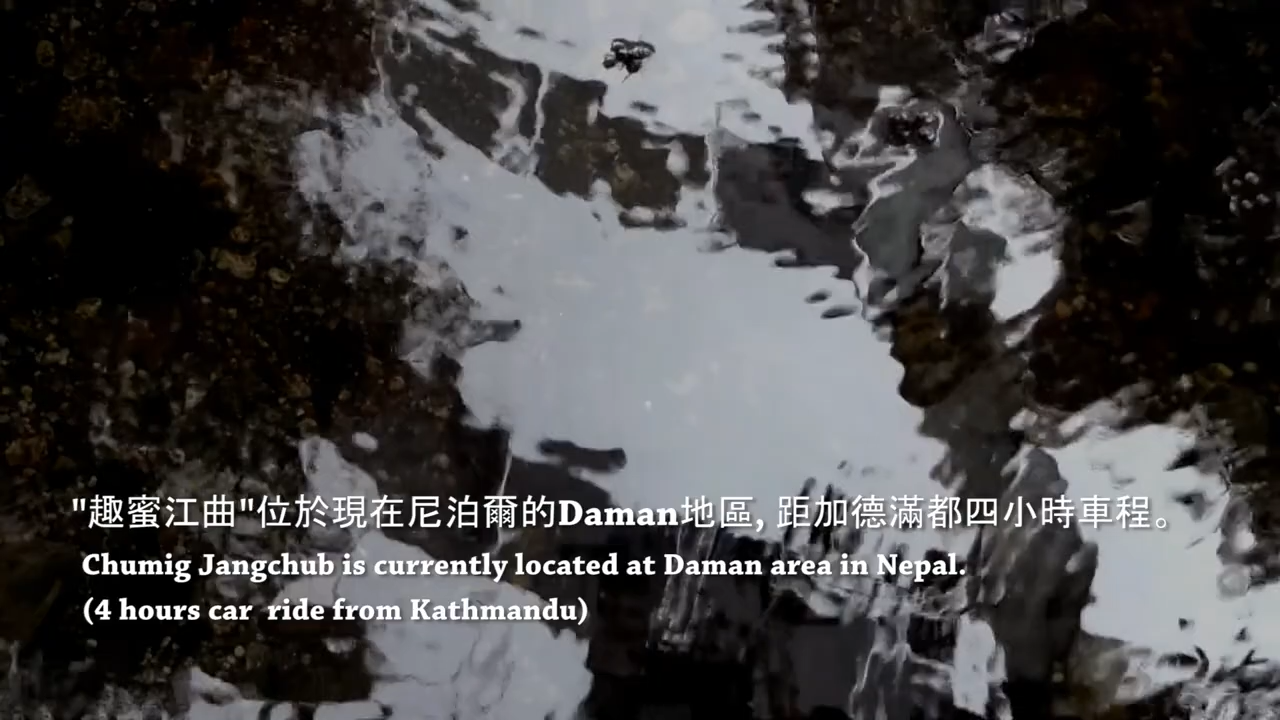 "趣蜜江曲"位於現在尼泊爾的Daman地區, 距加德滿都四小時車程。
Chumig Jangchub is currently located at Daman area in Nepal.
(4 hours car  ride from Kathmandu)